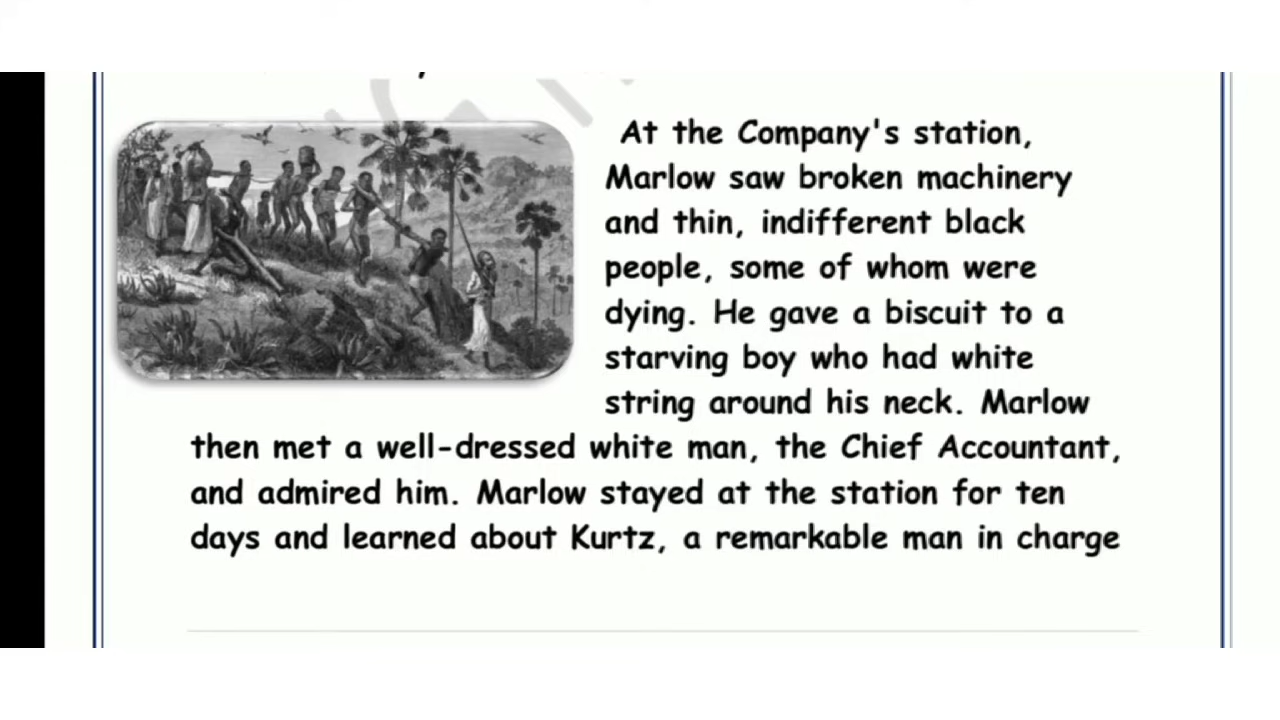 At the Company's station,
Marlow saw broken machinery
and thin, indifferent black
people, some of whom were
dying. He gave a biscuit to a
starving boy who had white
string around his neck. Marlow
then met a well-dressed white man, the Chief Accountant,
and admired him. Marlow stayed at the station for ten
days and learned about Kurtz, a remarkable man in charge